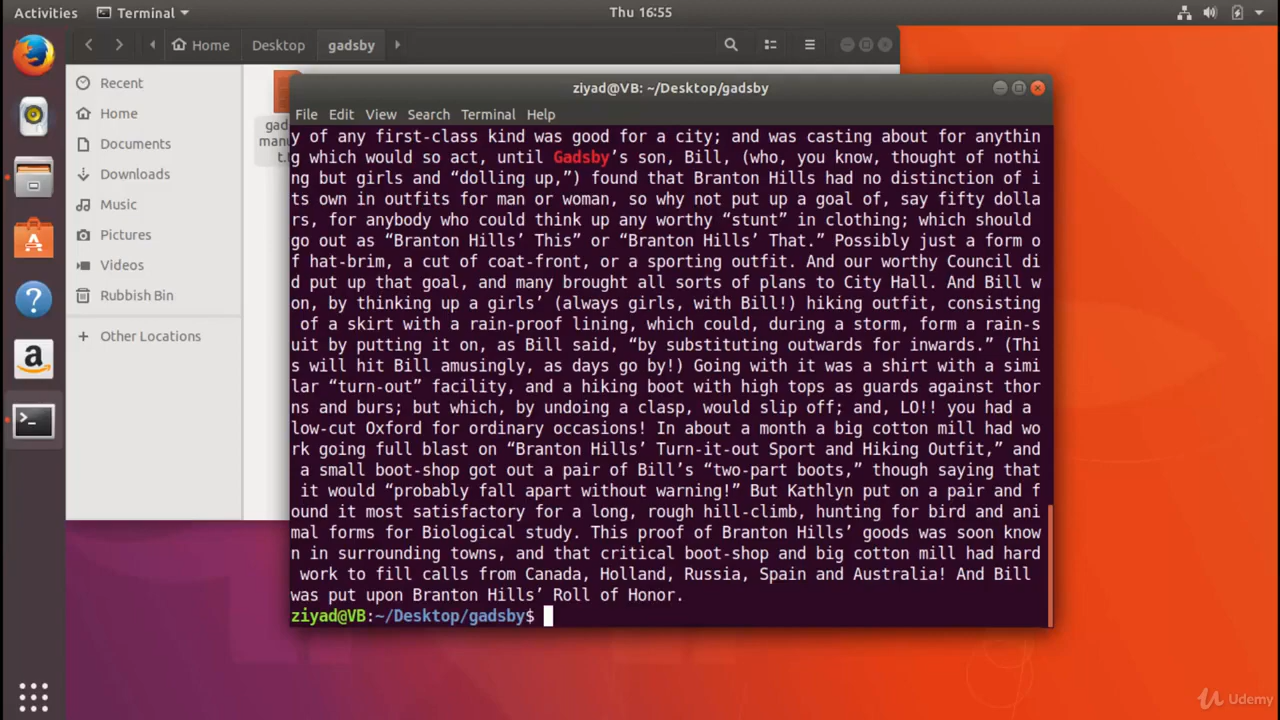 Activities Terminal Thu 16:55
Home Desktop gadsby
Recent
Home
Documents
Downloads
Music
Pictures
Videos
Rubbish Bin
+ Other Locations
gad
manu
t.
ziyad@VB: ~/Desktop/gadsby
File Edit View Search Terminal Help
y of any first-class kind was good for a city; and was casting about for anythin
g which would so act, until Gadsby’s son, Bill, (who, you know, thought of nothi
ng but girls and “dolling up,”) found that Branton Hills had no distinction of i
ts own in outfits for man or woman, so why not put up a goal of, say fifty dolla
rs, for anybody who could think up any worthy “stunt” in clothing; which should
go out as “Branton Hills’ This” or “Branton Hills’ That.” Possibly just a form o
f hat-brim, a cut of coat-front, or a sporting outfit. And our worthy Council di
d put up that goal, and many brought all sorts of plans to City Hall. And Bill w
on, by thinking up a girls’ (always girls, with Bill!) hiking outfit, consisting
of a skirt with a rain-proof lining, which could, during a storm, form a rain-s
uit by putting it on, as Bill said, “by substituting outwards for inwards.” (Thi
s will hit Bill amusingly, as days go by!) Going with it was a shirt with a simi
lar “turn-out” facility, and a hiking boot with high tops as guards against thor
ns and burs; but which, by undoing a clasp, would slip off; and, LO!! you had a
low-cut Oxford for ordinary occasions! In about a month a big cotton mill had wo
rk going full blast on “Branton Hills’ Turn-it-out Sport and Hiking Outfit,” and
a small boot-shop got out a pair of Bill’s “two-part boots,” though saying that
it would “probably fall apart without warning!” But Kathlyn put on a pair and f
ound it most satisfactory for a long, rough hill-climb, hunting for bird and ani
mal forms for Biological study. This proof of Branton Hills’ goods was soon know
n in surrounding towns, and that critical boot-shop and big cotton mill had hard
work to fill calls from Canada, Holland, Russia, Spain and Australia! And Bill
was put upon Branton Hills’ Roll of Honor.
ziyad@VB:~/Desktop/gadsby$
Udemy